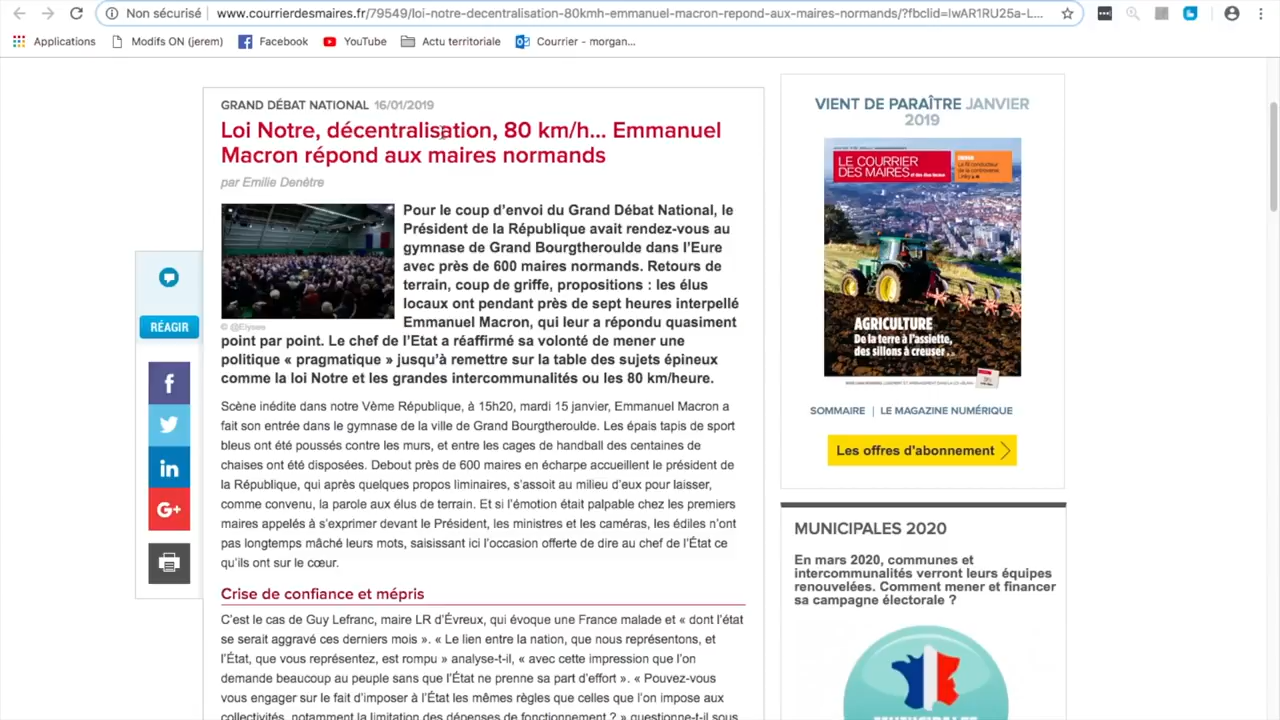 Non sécurisé | www.courrierdesmaires.fr/79549/loi-notre-decentralisation-80kmh-emmanuel-macron-repond-aux-maires-normands/?fbclid=IwAR1RU25a-L...
Applications
Modifs ON (jerem)
Facebook
YouTube
Actu territoriale
Courrier - morgan...
GRAND DÉBAT NATIONAL 16/01/2019
Loi Notre, décentralisation, 80 km/h... Emmanuel
Macron répond aux maires normands
par Emilie Denètre
© @Elysee
Pour le coup d'envoi du Grand Débat National, le
Président de la République avait rendez-vous au
gymnase de Grand Bourgtheroulde dans l'Eure
avec près de 600 maires normands. Retours de
terrain, coup de griffe, propositions : les élus
locaux ont pendant près de sept heures interpellé
Emmanuel Macron, qui leur a répondu quasiment
point par point. Le chef de l'Etat a réaffirmé sa volonté de mener une
politique « pragmatique » jusqu'à remettre sur la table des sujets épineux
comme la loi Notre et les grandes intercommunalités ou les 80 km/heure.
Scène inédite dans notre Vème République, à 15h20, mardi 15 janvier, Emmanuel Macron a
fait son entrée dans le gymnase de la ville de Grand Bourgtheroulde. Les épais tapis de sport
bleus ont été poussés contre les murs, et entre les cages de handball des centaines de
chaises ont été disposées. Debout près de 600 maires en écharpe accueillent le président de
la République, qui après quelques propos liminaires, s'assoit au milieu d'eux pour laisser,
comme convenu, la parole aux élus de terrain. Et si l'émotion était palpable chez les premiers
maires appelés à s'exprimer devant le Président, les ministres et les caméras, les édiles n'ont
pas longtemps mâché leurs mots, saisissant ici l'occasion offerte de dire au chef de l'État ce
qu'ils ont sur le cœur.
Crise de confiance et mépris
C'est le cas de Guy Lefranc, maire LR d'Évreux, qui évoque une France malade et « dont l'état
se serait aggravé ces derniers mois ». « Le lien entre la nation, que nous représentons, et
l'État, que vous représentez, est rompu » analyse-t-il, « avec cette impression que l'on
demande beaucoup au peuple sans que l'État ne prenne sa part d'effort ». « Pouvez-vous
vous engager sur le fait d'imposer à l'État les mêmes règles que celles que l'on impose aux
collectivités, notamment la limitation des dépenses de fonctionnement ? » questionne-t-il sous
RÉAGIR
VIENT DE PARAÎTRE JANVIER
2019
LE COURRIER
DES MAIRES
AGRICULTURE
De la terre à l'assiette,
des sillons à creuser...
SOMMAIRE | LE MAGAZINE NUMÉRIQUE
Les offres d'abonnement
MUNICIPALES 2020
En mars 2020, communes et
intercommunalités verront leurs équipes
renouvelées. Comment mener et financer
sa campagne électorale ?
MUNICIPALES